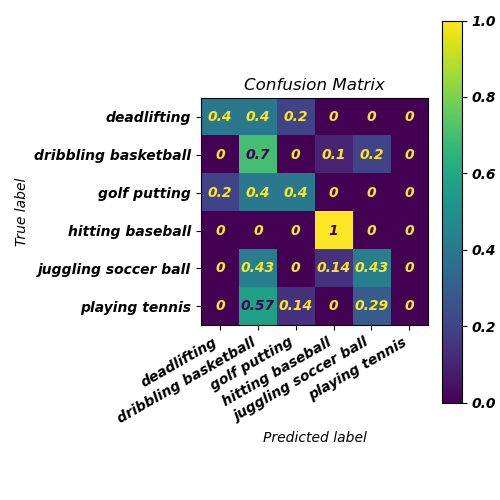 Confusion Matrix
True label
deadlifting 0.4 0.4 0.2 0 0 0
dribbling basketball 0 0.7 0 0.1 0.2 0
golf putting 0.2 0.4 0.4 0 0 0
hitting baseball 0 0 0 1 0 0
juggling soccer ball 0 0.43 0 0.14 0.43 0
playing tennis 0 0.57 0.14 0 0.29 0
deadlifting
dribbling basketball
golf putting
hitting baseball
juggling soccer ball
playing tennis
Predicted label
1.0
0.8
0.6
0.4
0.2
0.0